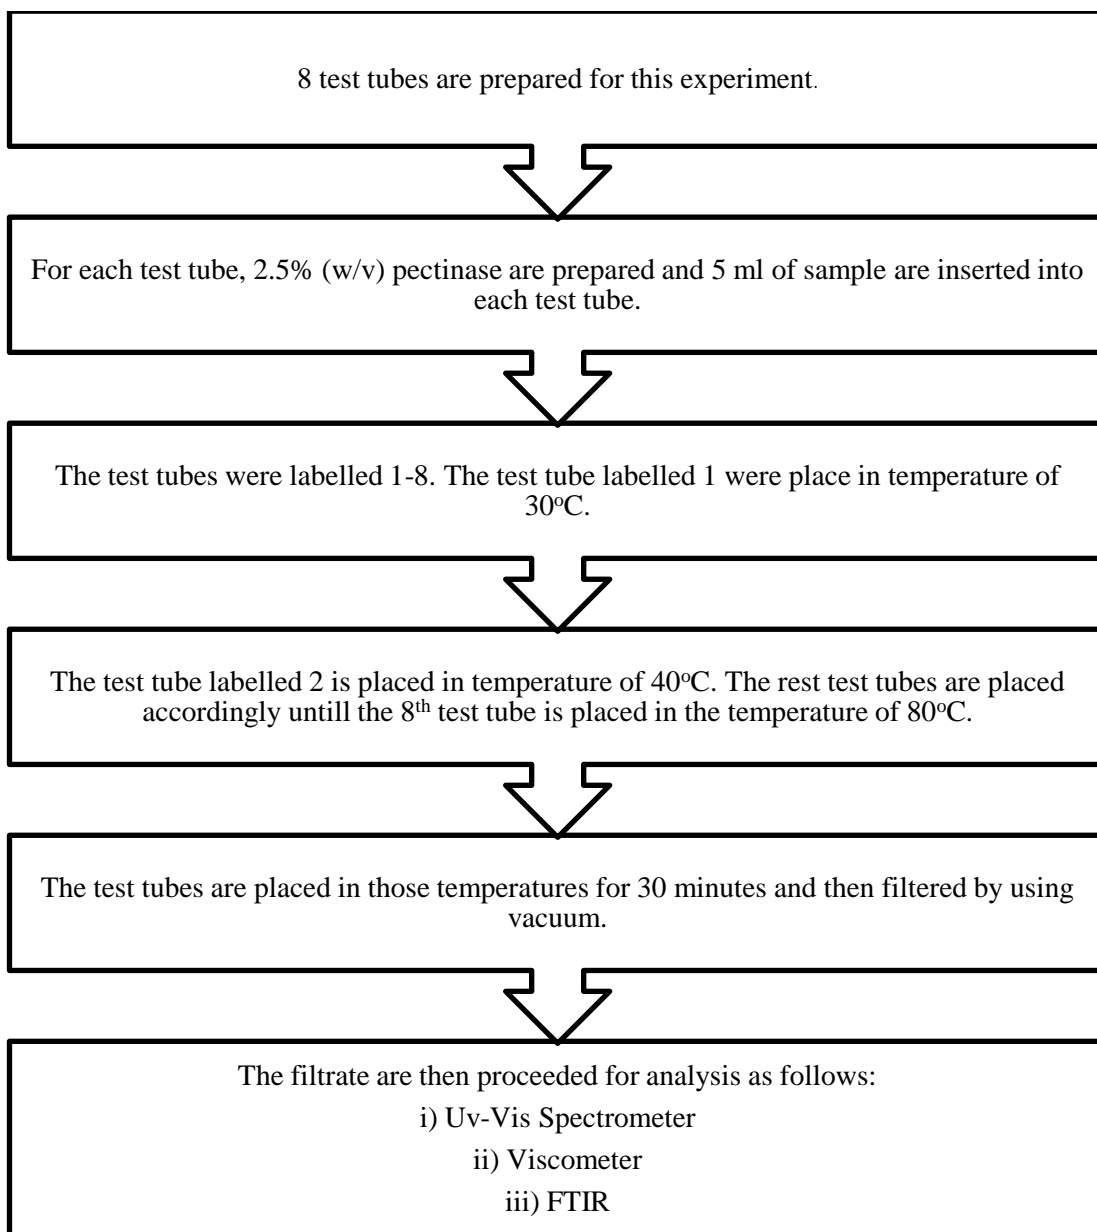 8 test tubes are prepared for this experiment.
For each test tube, 2.5% (w/v) pectinase are prepared and 5 ml of sample are inserted into
each test tube.
The test tubes were labelled 1-8. The test tube labelled 1 were place in temperature of
30°C.
The test tube labelled 2 is placed in temperature of 40°C. The rest test tubes are placed
accordingly untill the 8th test tube is placed in the temperature of 80°C.
The test tubes are placed in those temperatures for 30 minutes and then filtered by using
vacuum.
The filtrate are then proceeded for analysis as follows:
i) Uv-Vis Spectrometer
ii) Viscometer
iii) FTIR